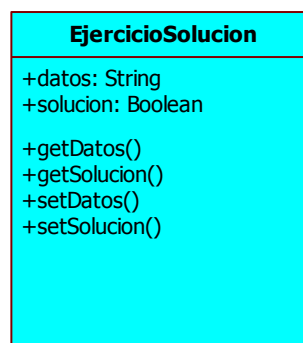 EjercicioSolucion
+datos: String
+solucion: Boolean
+getDatos()
+getSolucion()
+setDatos()
+setSolucion()